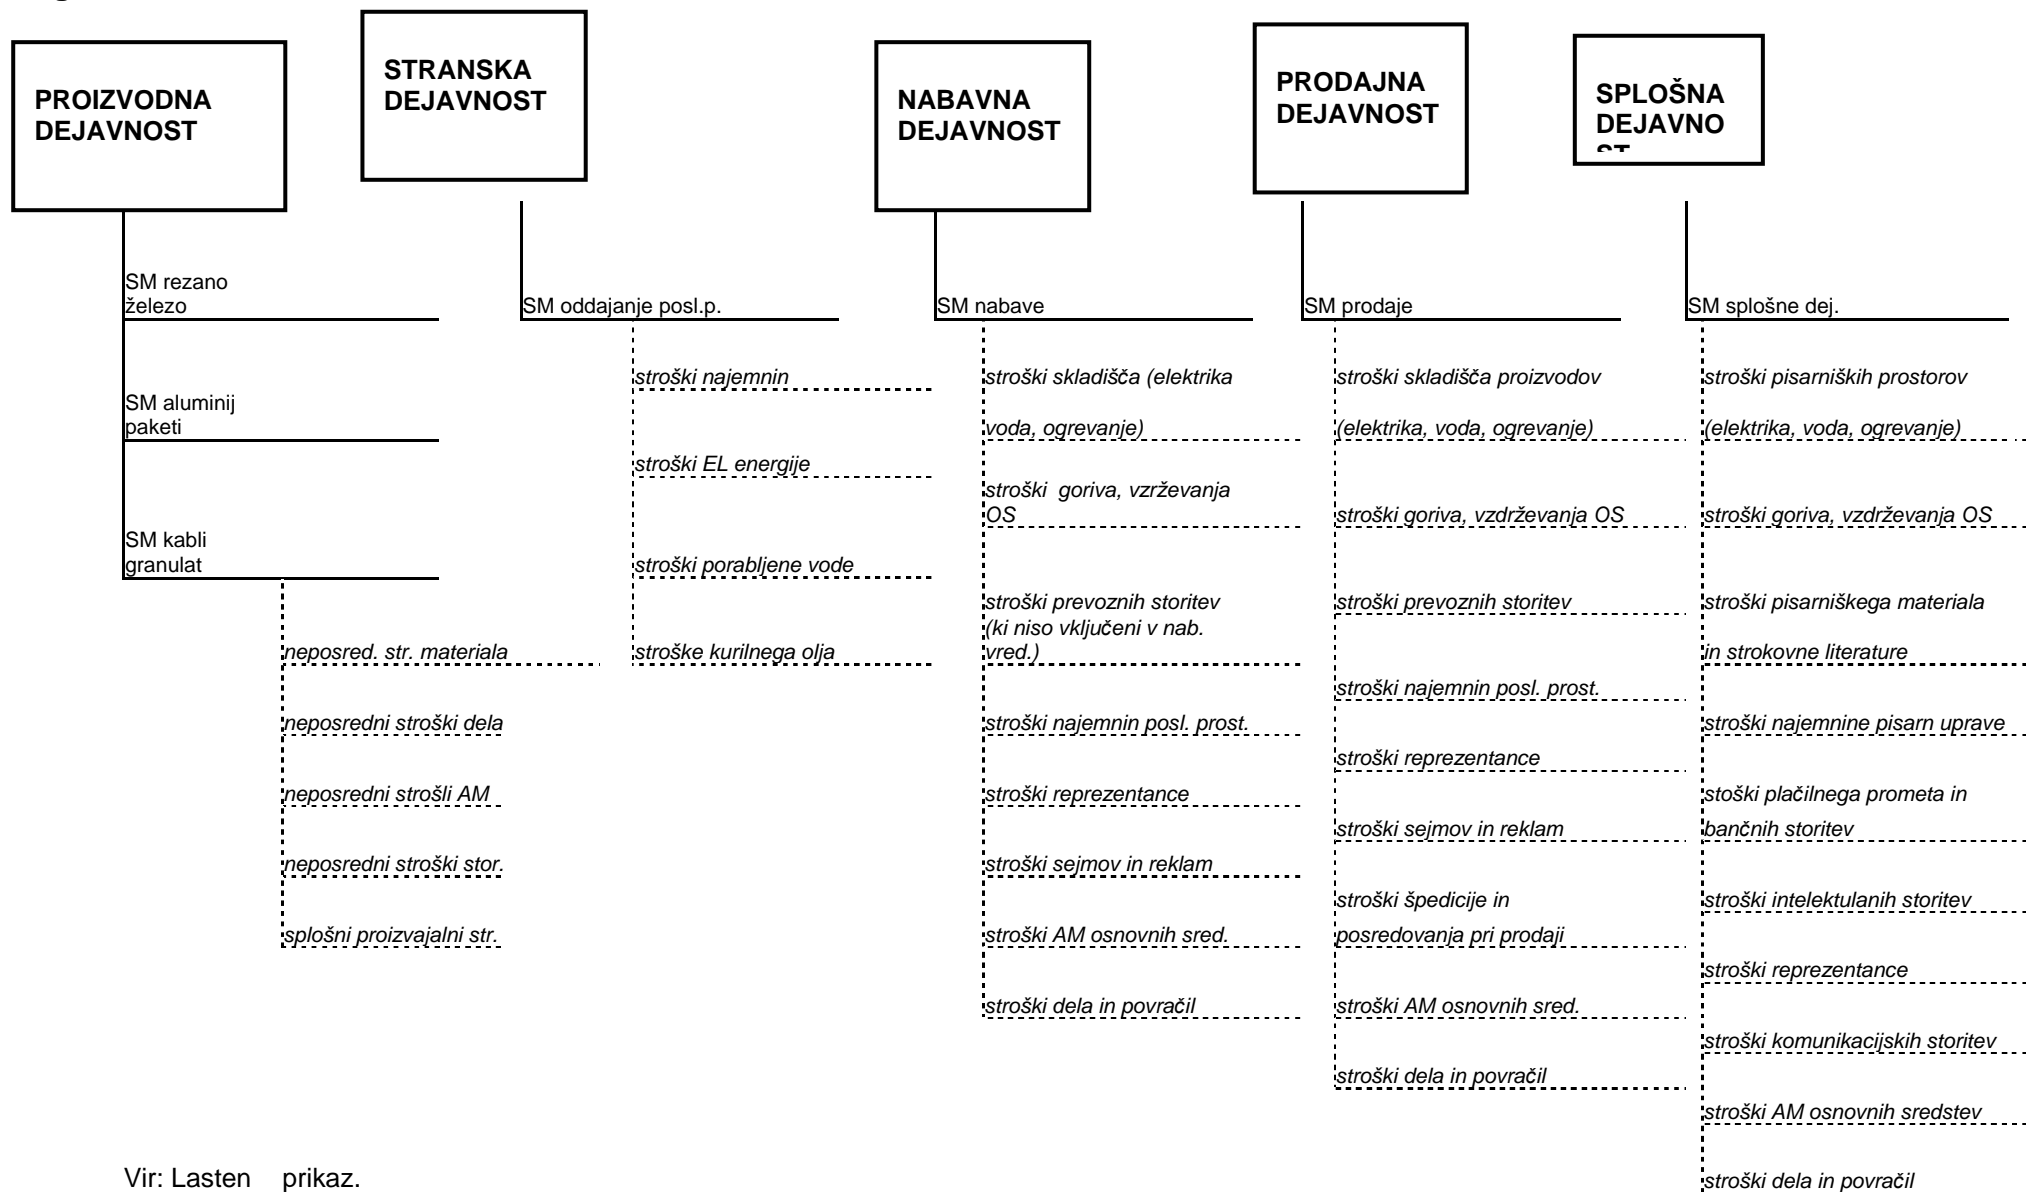 PROIZVODNA
DEJAVNOST
STRANSKA
DEJAVNOST
NABAVNA
DEJAVNOST
PRODAJNA
DEJAVNOST
SPLOŠNA
DEJAVNO
ST
SM rezano
železo
SM aluminij
paketi
SM kabli
granulat
neposred. str. materiala
neposredni stroški dela
neposredni strošli AM
neposredni stroški stor.
splošni proizvajalni str.
SM oddajanje posl.p.
stroški najemnin
stroški EL energije
stroški porabljene vode
stroške kurilnega olja
SM nabave
stroški skladišča (elektrika
voda, ogrevanje)
stroški  goriva, vzrževanja
OS
stroški prevoznih storitev
(ki niso vključeni v nab.
vred.)
stroški najemnin posl. prost.
stroški reprezentance
stroški sejmov in reklam
stroški AM osnovnih sred.
stroški dela in povračil
SM prodaje
stroški skladišča proizvodov
(elektrika, voda, ogrevanje)
stroški goriva, vzdrževanja OS
stroški prevoznih storitev
stroški najemnin posl. prost.
stroški reprezentance
stroški sejmov in reklam
stroški špedicije in
posredovanja pri prodaji
stroški AM osnovnih sred.
stroški dela in povračil
SM splošne dej.
stroški pisarniških prostorov
(elektrika, voda, ogrevanje)
stroški goriva, vzdrževanja OS
stroški pisarniškega materiala
in strokovne literature
stroški najemnine pisarn uprave
stoški plačilnega prometa in
bančnih storitev
stroški intelektulanih storitev
stroški reprezentance
stroški komunikacijskih storitev
stroški AM osnovnih sredstev
stroški dela in povračil
Vir: Lasten prikaz.